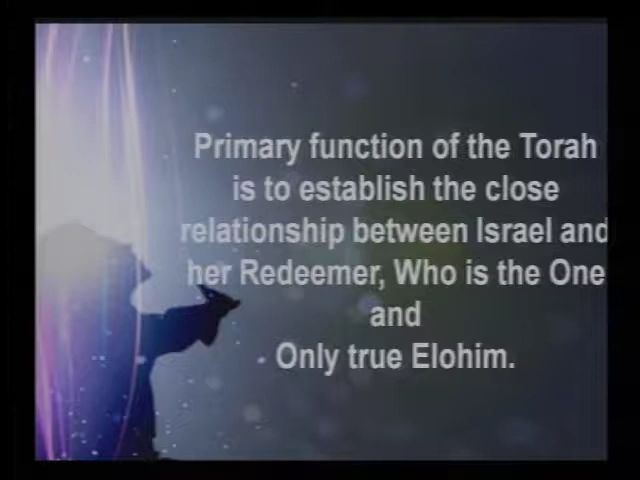 Primary function of the Torah
is to establish the close
relationship between Israel and
her Redeemer, Who is the One
and
Only true Elohim.